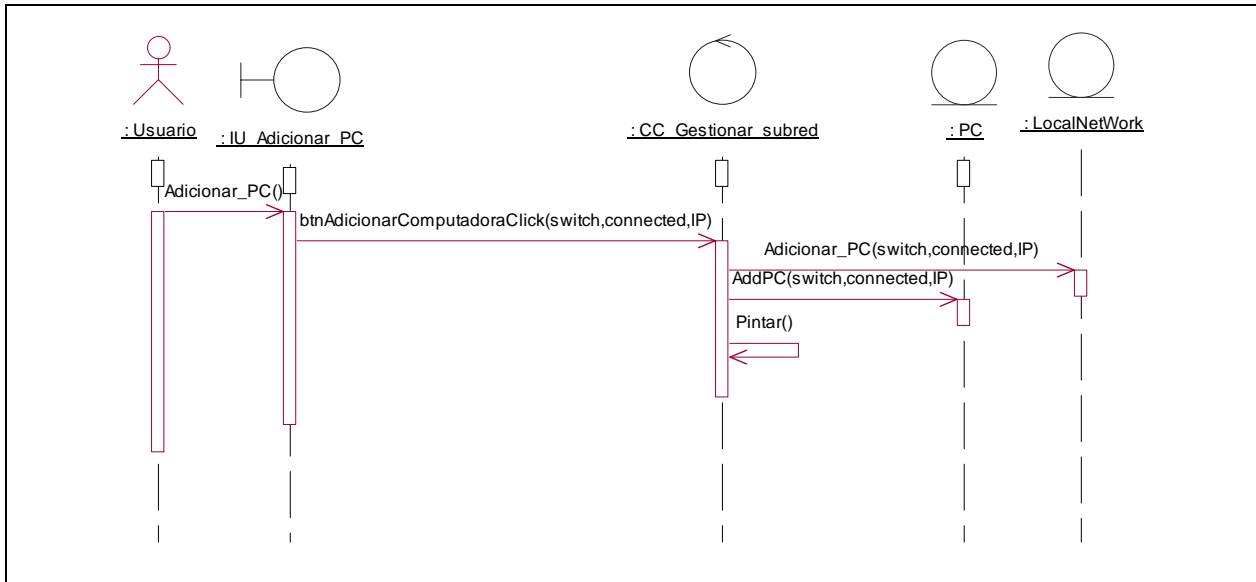 : Usuario
: IU_Adicionar_PC
: CC_Gestionar_subred
: PC
: LocalNetWork
Adicionar_PC()
btnAdicionarComputadoraClick(switch,connected,IP)
Adicionar_PC(switch,connected,IP)
AddPC(switch,connected,IP)
Pintar()